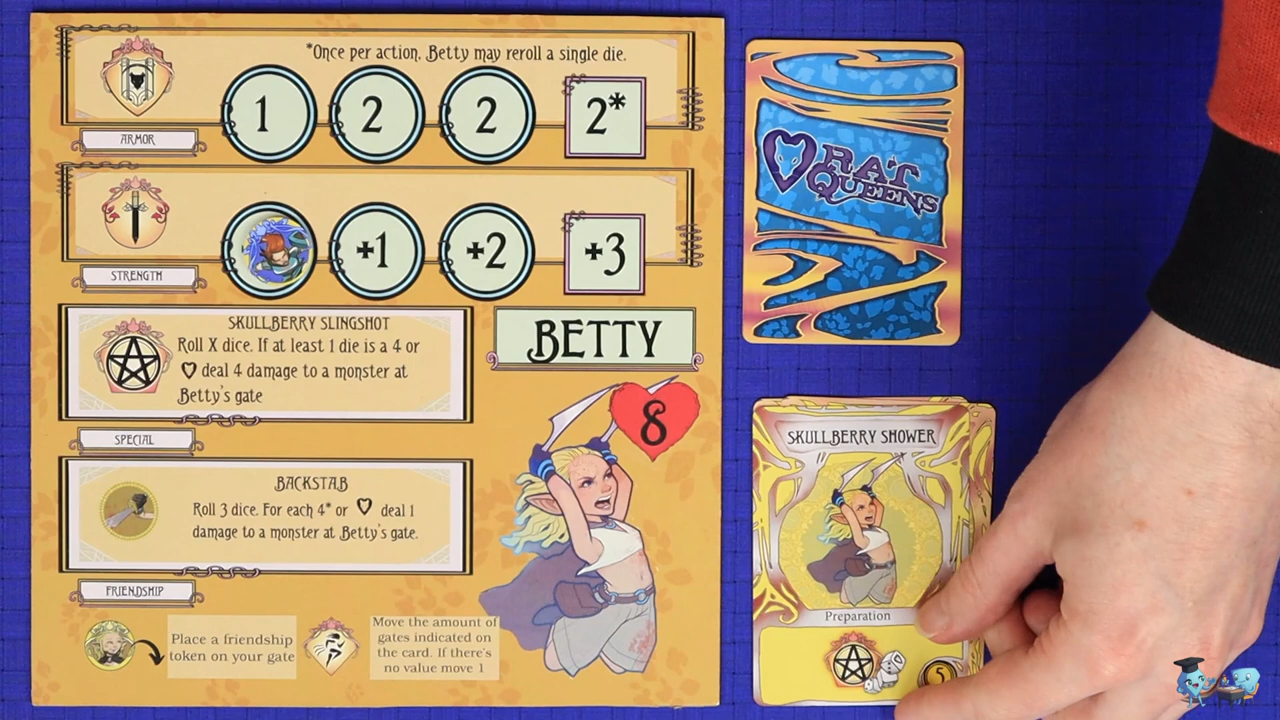 *Once per action, Betty may reroll a single die.
1 2 2 2*
ARMOR
+1 +2 +3
STRENGTH
SKULLBERRY SLINGSHOT
Roll X dice. If at least 1 die is a 4 or
deal 4 damage to a monster at
Betty's gate
SPECIAL
BETTY
8
BACKSTAB
Roll 3 dice. For each 4* or deal 1
damage to a monster at Betty's gate.
FRIENDSHIP
Place a friendship
token on your gate
Move the amount of
gates indicated on
the card. If there's
no value move 1
RAT
QUEENS
SKULLBERRY SHOWER
Preparation
5